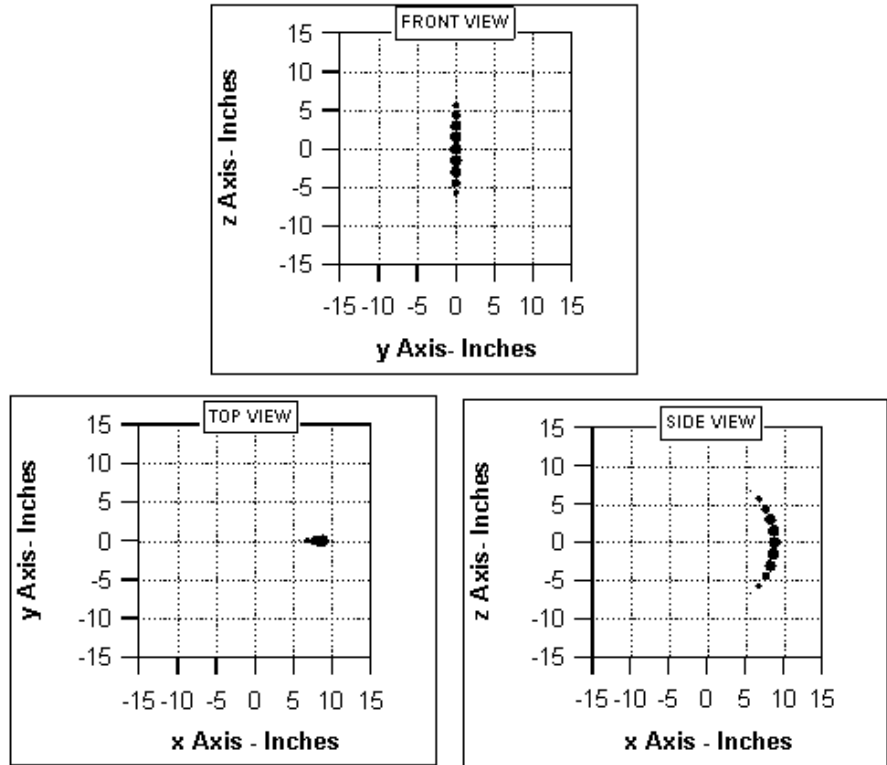 FRONT VIEW
15
10
5
0
-5
-10
-15
z Axis- Inches
-15 -10 -5 0 5 10 15
y Axis- Inches
TOP VIEW
15
10
5
0
-5
-10
-15
y Axis- Inches
-15 -10 -5 0 5 10 15
x Axis - Inches
SIDE VIEW
15
10
5
0
-5
-10
-15
z Axis- Inches
-15 -10 -5 0 5 10 15
x Axis - Inches